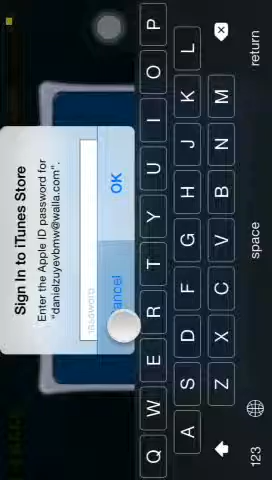 Sign In to iTunes Store
Enter the Apple ID password for
"danielzuyevbmw@walla.com".
password
Cancel
OK
Q W E R T Y U I O P
A S D F G H J K L
Z X C V B N M
123
space
return